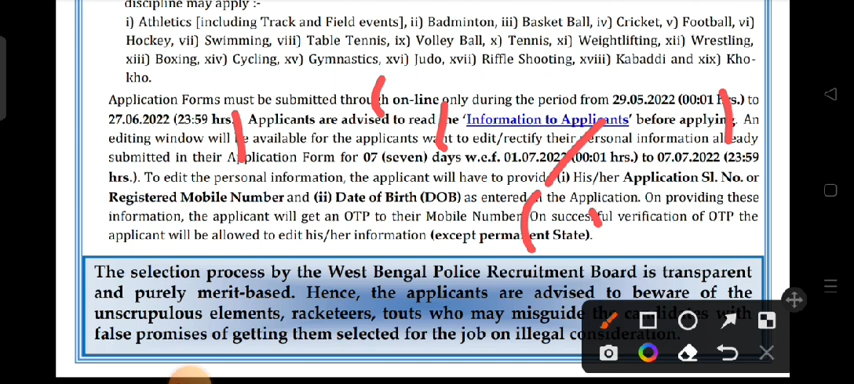 discipline may apply :-
i) Athletics [including Track and Field events], ii) Badminton, iii) Basket Ball, iv) Cricket, v) Football, vi)
Hockey, vii) Swimming, viii) Table Tennis, ix) Volley Ball, x) Tennis, xi) Weightlifting, xii) Wrestling,
xiii) Boxing, xiv) Cycling, xv) Gymnastics, xvi) Judo, xvii) Riffle Shooting, xviii) Kabaddi and xix) Kho-
kho.
Application Forms must be submitted through on-line only during the period from 29.05.2022 (00:01 hrs.) to
27.06.2022 (23:59 hrs. Applicants are advised to read the 'Information to Applicants' before applying. An
editing window will be available for the applicants want to edit/rectify their personal information already
submitted in their Application Form for 07 (seven) days w.e.f. 01.07.2022 (00:01 hrs.) to 07.07.2022 (23:59
hrs.). To edit the personal information, the applicant will have to provide (i) His/her Application Sl. No. or
Registered Mobile Number and (ii) Date of Birth (DOB) as entered in the Application. On providing these
information, the applicant will get an OTP to their Mobile Number. On successful verification of OTP the
applicant will be allowed to edit his/her information (except permanent State).
The selection process by the West Bengal Police Recruitment Board is transparent
and purely merit-based. Hence, the applicants are advised to beware of the
unscrupulous elements, racketeers, touts who may misguide the candidates with
false promises of getting them selected for the job on illegal consideration.